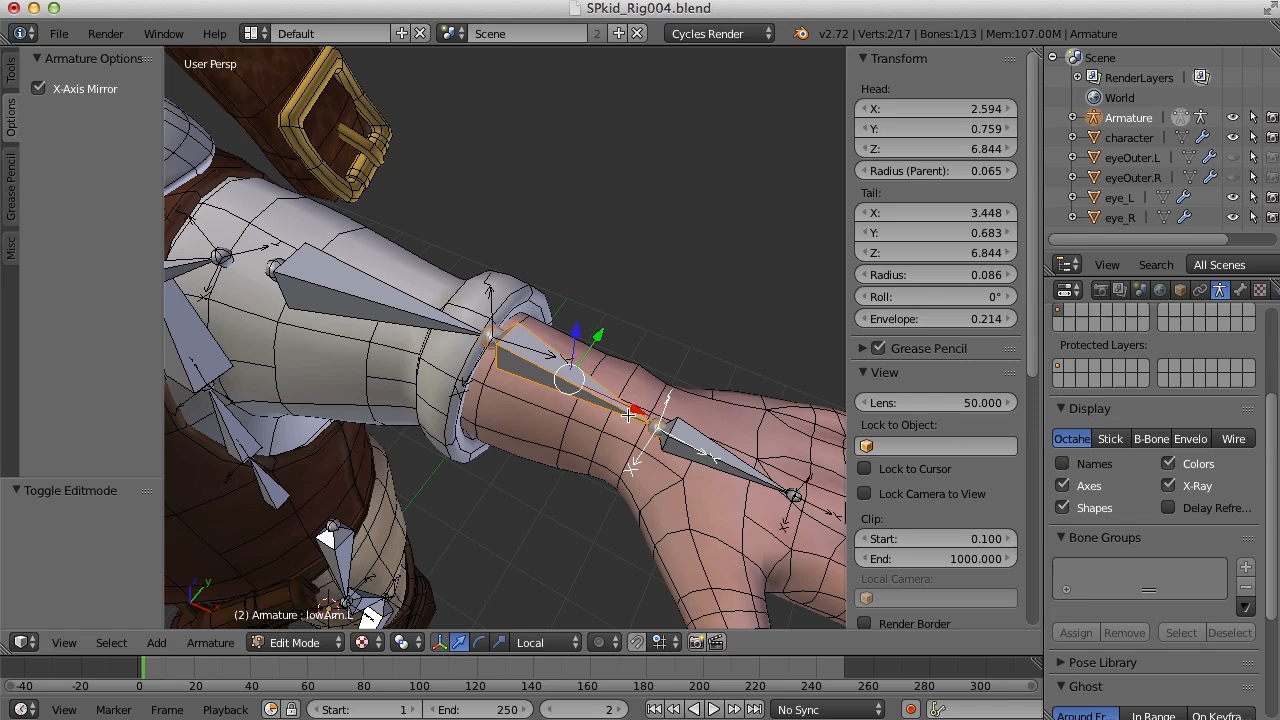 SPkid_Rig004.blend
File Render Window Help Default Scene 2 Cycles Render v2.72 | Verts:2/17 | Bones:1/13 | Mem:107.00M | Armature
Tools
Options
Grease Pencil
Misc
Armature Options
X-Axis Mirror
Toggle Editmode
User Persp
(2) Armature : lowArm.L
Transform
Head:
X: 2.594
Y: 0.759
Z: 6.844
Radius (Parent): 0.065
Tail:
X: 3.448
Y: 0.683
Z: 6.844
Radius: 0.086
Roll: 0°
Envelope: 0.214
Grease Pencil
View
Lens: 50.000
Lock to Object:
Lock to Cursor
Lock Camera to View
Clip:
Start: 0.100
End: 1000.000
Local Camera:
Render Border
Scene
RenderLayers
World
Armature
character
eyeOuter.L
eyeOuter.R
eye_L
eye_R
View Search All Scenes
Protected Layers:
Display
Octahe Stick B-Bone Envelo Wire
Names Colors
Axes X-Ray
Shapes Delay Refre...
Bone Groups
Assign Remove Select Deselect
Pose Library
Ghost
Around Fr... In Range On Keyfra...
View Select Add Armature Edit Mode Local
-40 -20 0 20 40 60 80 100 120 140 160 180 200 220 240 260 280 300
View Marker Frame Playback Start: 1 End: 250 2 No Sync